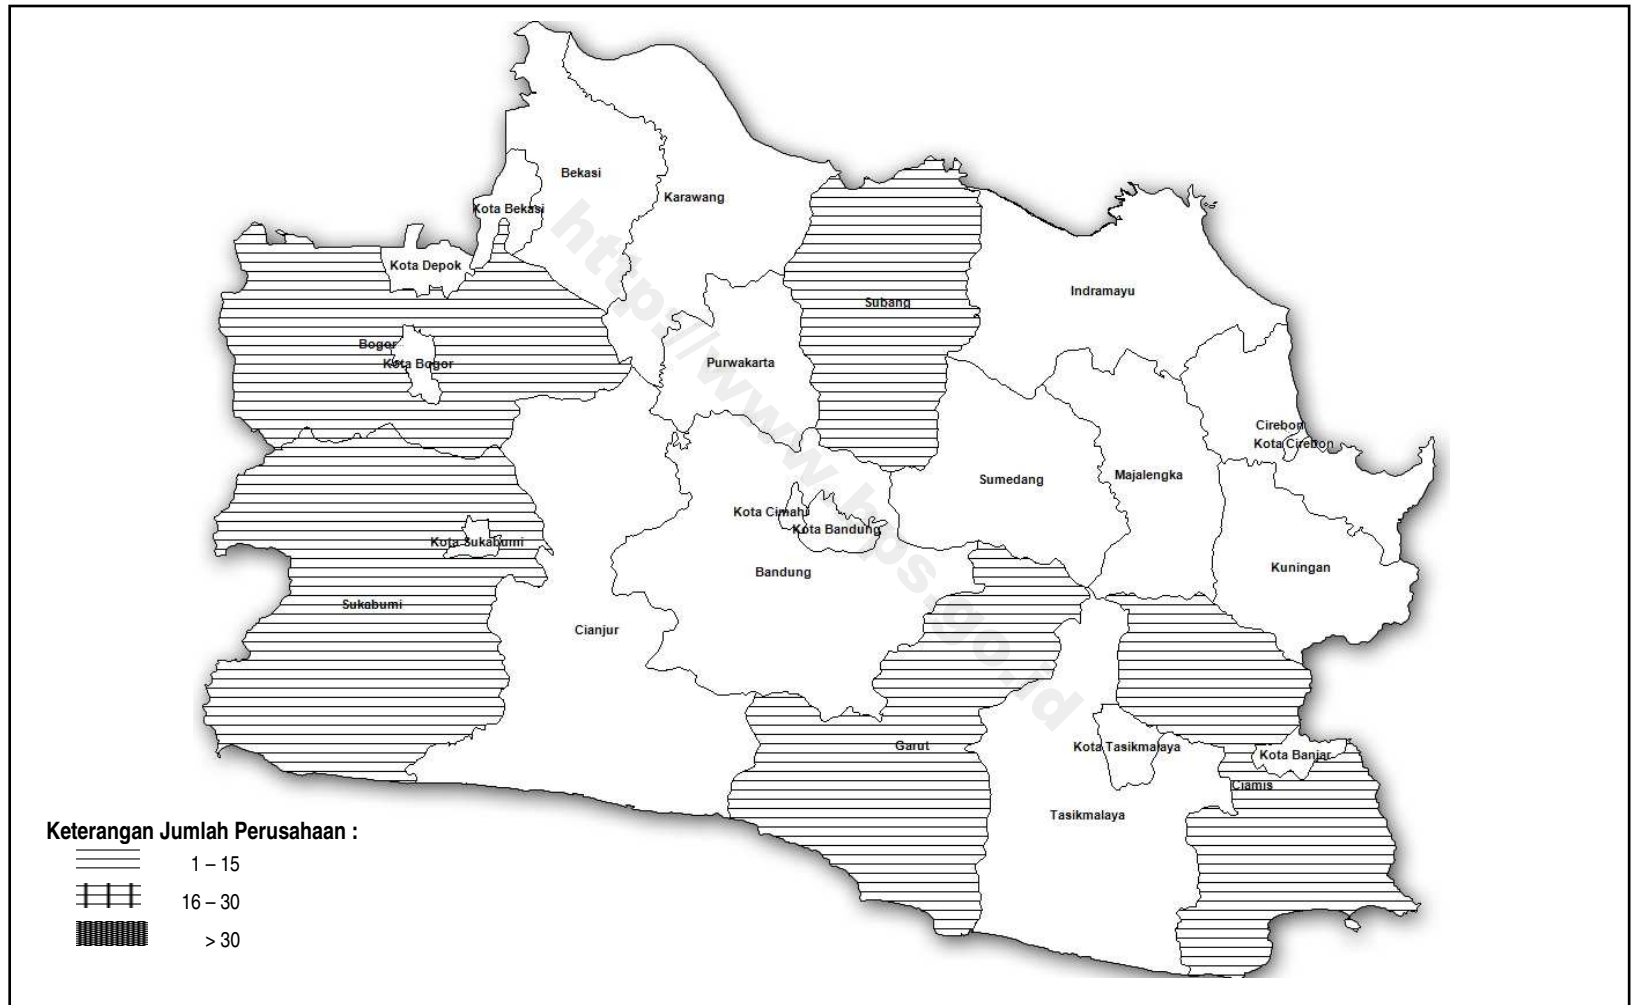 Bekasi
Karawang
Kota Bekasi
Kota Depok
Indramayu
Subang
Bogor
Kota Bogor
Purwakarta
Cirebon
Kota Cirebon
Sumedang
Majalengka
Kota Cimahi
Kota Bandung
Kota Sukabumi
Bandung
Kuningan
Sukabumi
Cianjur
Garut
Kota Tasikmalaya
Kota Banjar
Ciamis
Tasikmalaya
http://www.bps.go.id
Keterangan Jumlah Perusahaan :
1 – 15
16 – 30
> 30